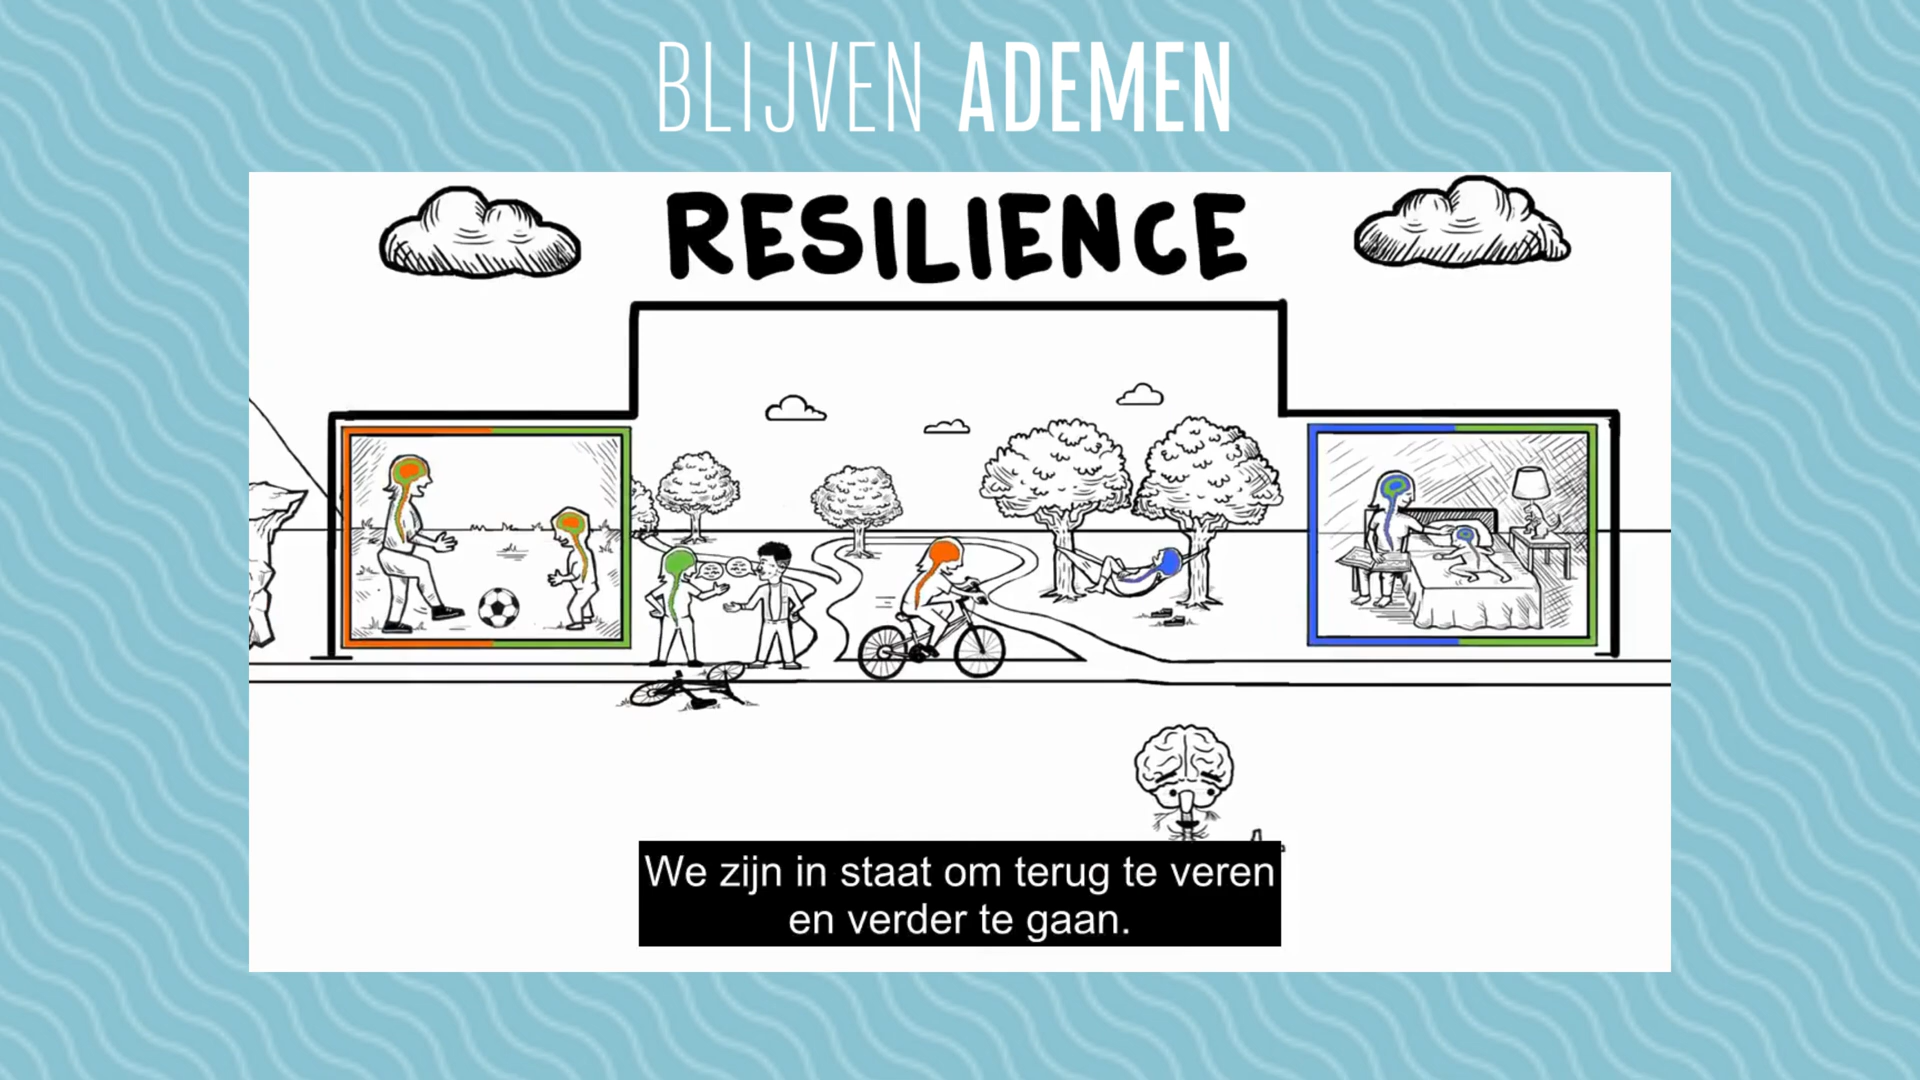 BLIJVEN ADEMEN
RESILIENCE
We zijn in staat om terug te veren
en verder te gaan.